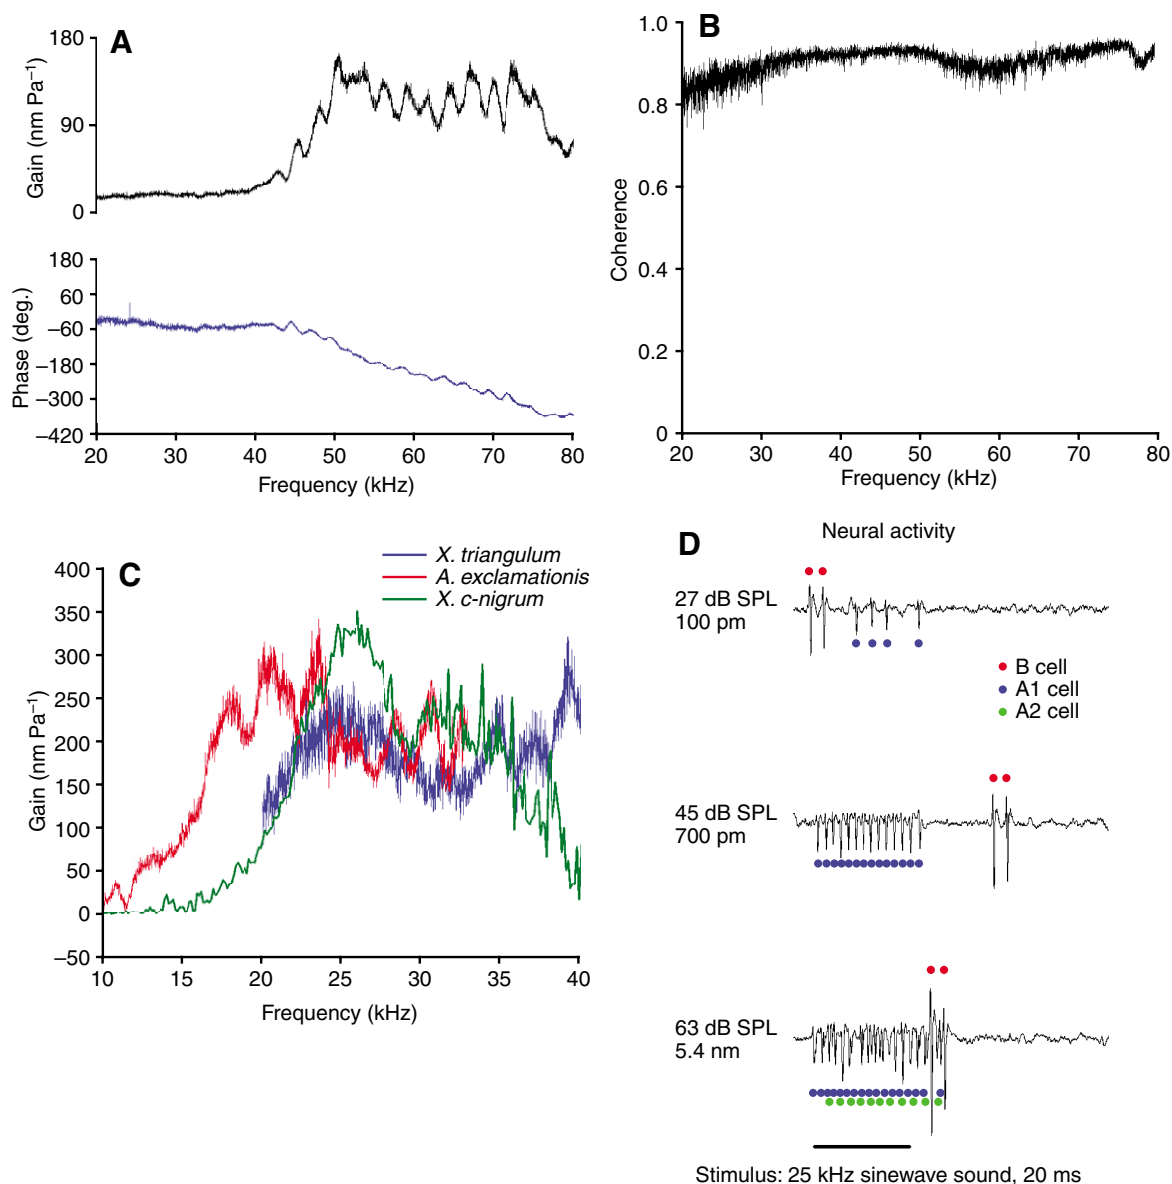 A
180
90
0
Gain (nm Pa–1)
180
60
–60
–180
–300
–420
Phase (deg.)
20 30 40 50 60 70 80
Frequency (kHz)
B
1.0
0.8
0.6
0.4
0.2
0
Coherence
20 30 40 50 60 70 80
Frequency (kHz)
C
X. triangulum
A. exclamationis
X. c-nigrum
400
350
300
250
200
150
100
50
0
–50
Gain (nm Pa–1)
10 15 20 25 30 35 40
Frequency (kHz)
D
Neural activity
27 dB SPL
100 pm
B cell
A1 cell
A2 cell
45 dB SPL
700 pm
63 dB SPL
5.4 nm
Stimulus: 25 kHz sinewave sound, 20 ms